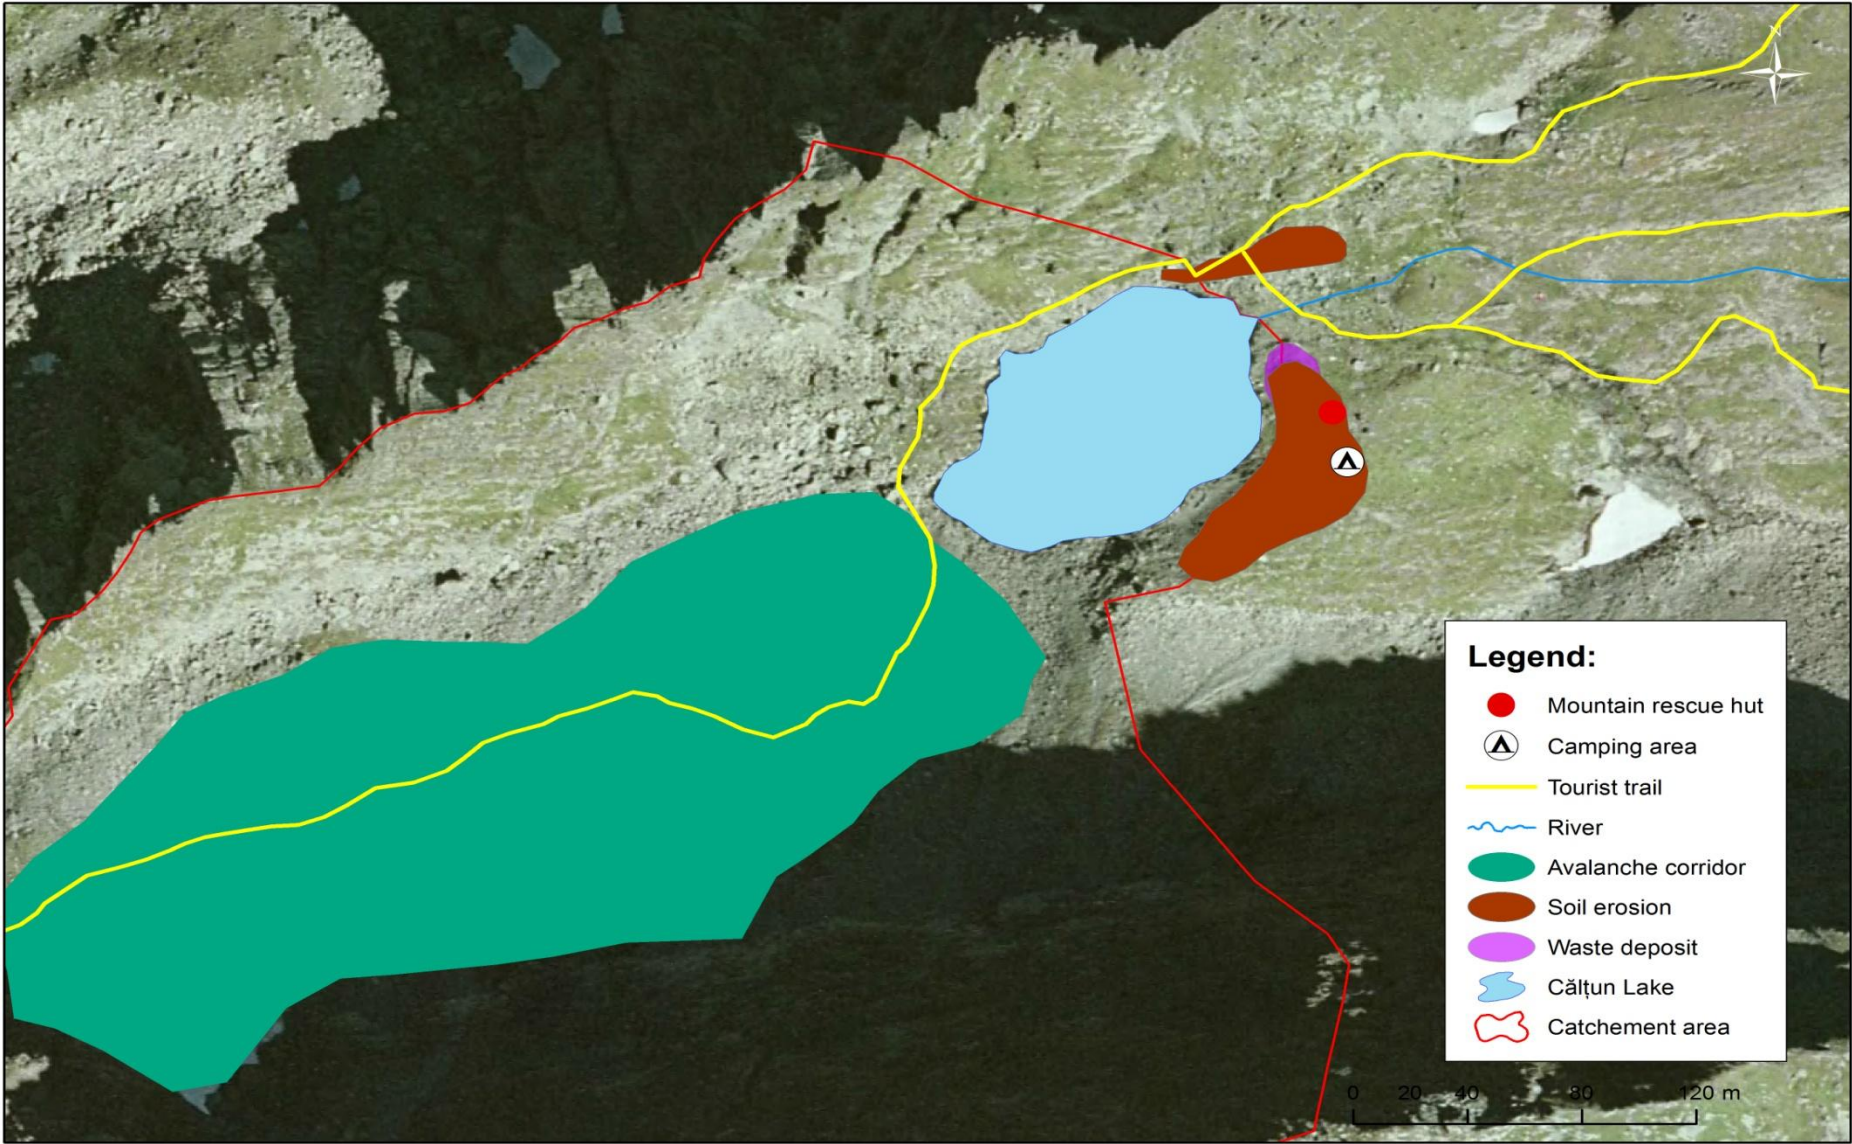 N
Legend:
Mountain rescue hut
Camping area
Tourist trail
River
Avalanche corridor
Soil erosion
Waste deposit
Călțun Lake
Catchement area
0 20 40 80 120 m